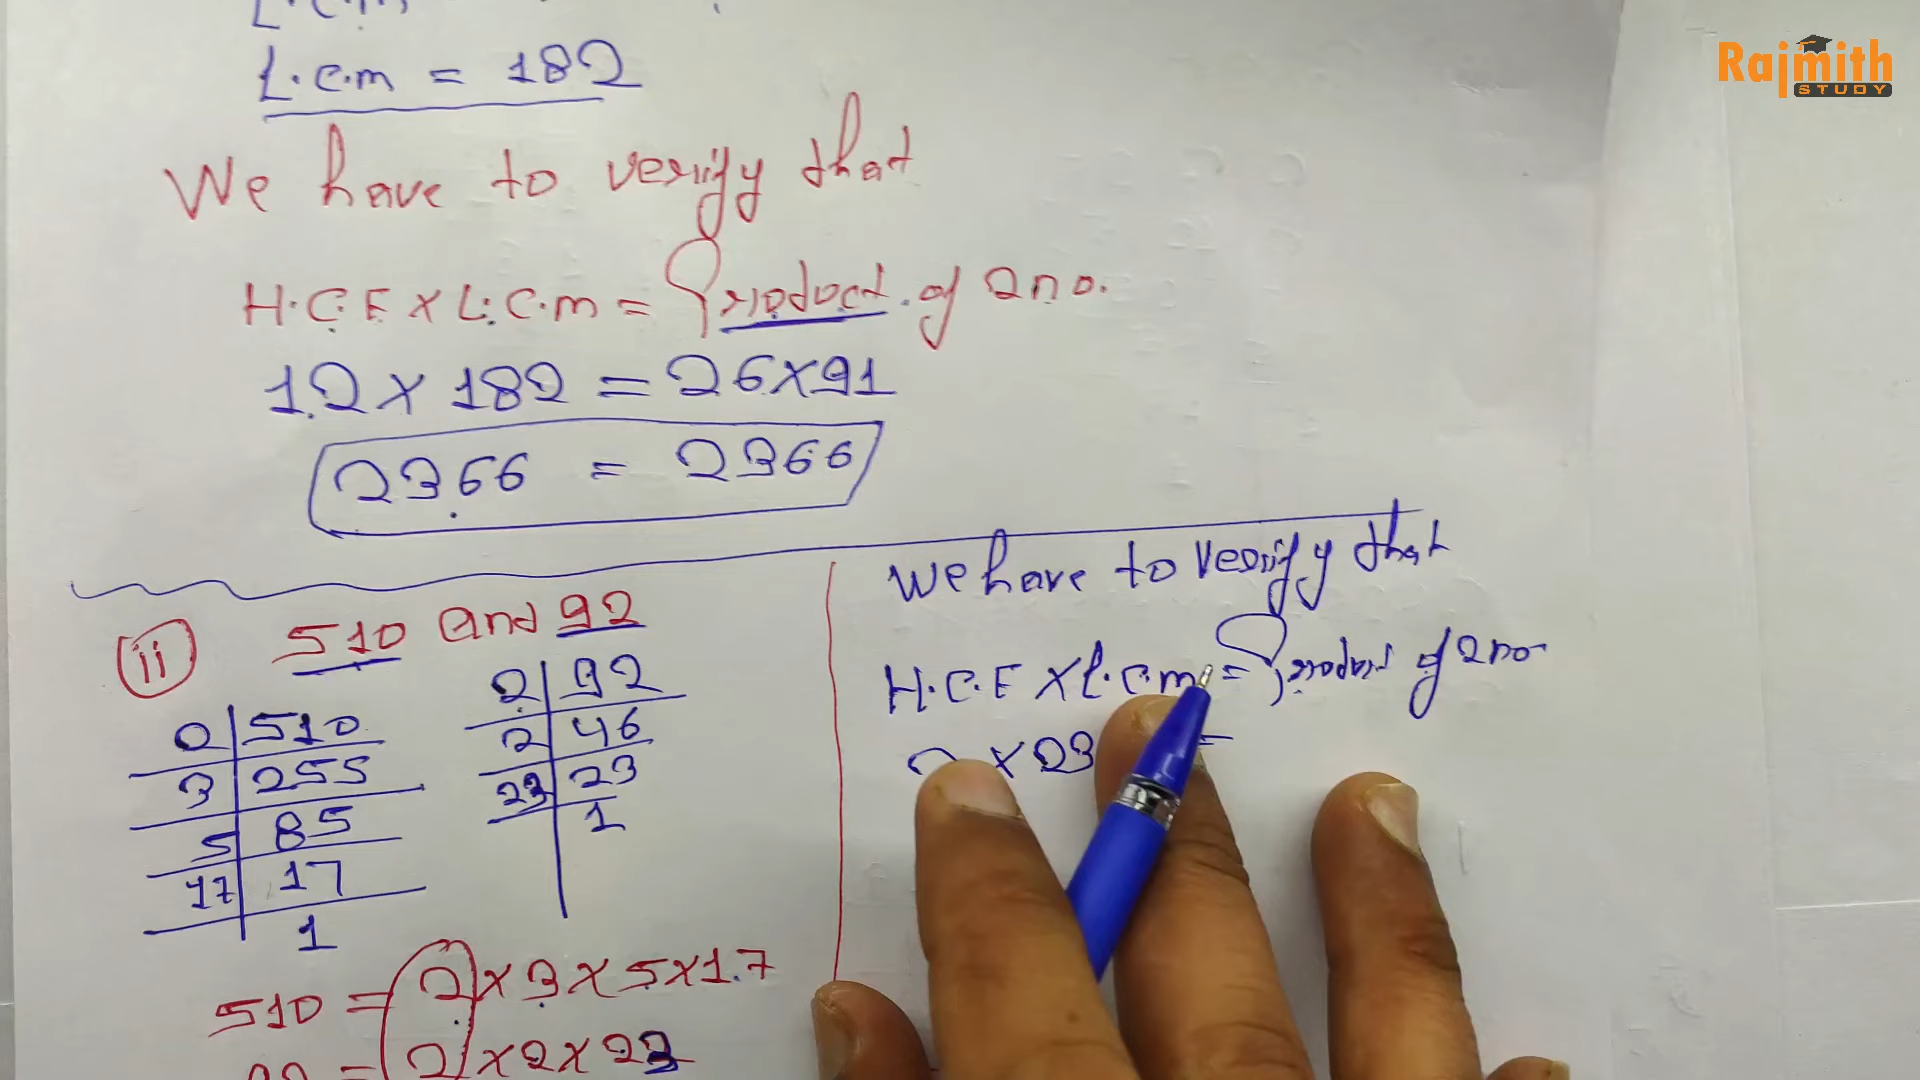 L.C.m = 182
We have to verify that
H.C.F × L.C.m = Product of 2 no.
12 × 182 = 26×91
2366 = 2366
(ii) 510 and 92
2 | 510
3 | 255
5 | 85
17 | 17
1
2 | 92
2 | 46
23 | 23
1
510 = 2 × 3 × 5 × 17
92 = 2 × 2 × 23
We have to verify that
H.C.F × L.C.m = Product of 2 no.
2 × 23 =
Rajmith
STUDY